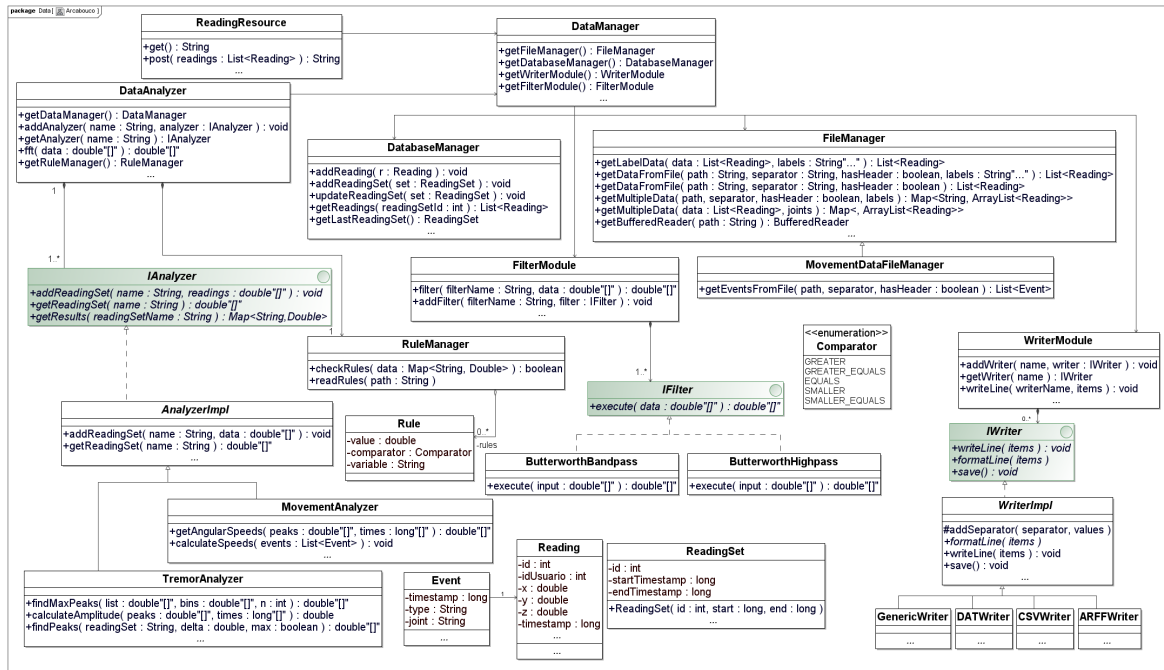 package Data [ Arcabouco ]
ReadingResource
+get() : String
+post( readings : List<Reading> ) : String
...
DataManager
+getFileManager() : FileManager
+getDatabaseManager() : DatabaseManager
+getWriterModule() : WriterModule
+getFilterModule() : FilterModule
...
DataAnalyzer
+getDataManager() : DataManager
+addAnalyzer( name : String, analyzer : IAnalyzer ) : void
+getAnalyzer( name : String ) : IAnalyzer
+fft( data : double"[]" ) : double"[]"
+getRuleManager() : RuleManager
...
1
1..*
1
DatabaseManager
+addReading( r : Reading ) : void
+addReadingSet( set : ReadingSet ) : void
+updateReadingSet( set : ReadingSet ) : void
+getReadings( readingSetId : int ) : List<Reading>
+getLastReadingSet() : ReadingSet
...
FileManager
+getLabelData( data : List<Reading>, labels : String"..." ) : List<Reading>
+getDataFromFile( path : String, separator : String, hasHeader : boolean, labels : String"..." ) : List<Reading>
+getDataFromFile( path : String, separator : String, hasHeader : boolean ) : List<Reading>
+getMultipleData( path, separator, hasHeader : boolean, labels ) : Map<String, ArrayList<Reading>>
+getMultipleData( data : List<Reading>, joints ) : Map<, ArrayList<Reading>>
+getBufferedReader( path : String ) : BufferedReader
...
IAnalyzer
+addReadingSet( name : String, readings : double"[]" ) : void
+getReadingSet( name : String ) : double"[]"
+getResults( readingSetName : String ) : Map<String,Double>
FilterModule
+filter( filterName : String, data : double"[]" ) : double"[]"
+addFilter( filterName : String, filter : IFilter ) : void
...
1..*
MovementDataFileManager
+getEventsFromFile( path, separator, hasHeader : boolean ) : List<Event>
RuleManager
+checkRules( data : Map<String, Double> ) : boolean
+readRules( path : String )
0..*
-rules
<<enumeration>>
Comparator
GREATER
GREATER_EQUALS
EQUALS
SMALLER
SMALLER_EQUALS
WriterModule
+addWriter( name, writer : IWriter ) : void
+getWriter( name ) : IWriter
+writeLine( writerName, items ) : void
0..*
AnalyzerImpl
+addReadingSet( name : String, data : double"[]" ) : void
+getReadingSet( name : String ) : double"[]"
...
Rule
-value : double
-comparator : Comparator
-variable : String
IFilter
+execute( data : double"[]" ) : double"[]"
ButterworthBandpass
+execute( input : double"[]" ) : double"[]"
ButterworthHighpass
+execute( input : double"[]" ) : double"[]"
IWriter
+writeLine( items ) : void
+formatLine( items )
+save() : void
MovementAnalyzer
+getAngularSpeeds( peaks : double"[]", times : long"[]" ) : double"[]"
+calculateSpeeds( events : List<Event> ) : void
...
WriterImpl
#addSeparator( separator, values )
+formatLine( items )
+writeLine( items ) : void
+save() : void
...
TremorAnalyzer
+findMaxPeaks( list : double"[]", bins : double"[]", n : int ) : double"[]"
+calculateAmplitude( peaks : double"[]", times : long"[]" ) : double
+findPeaks( readingSet : String, delta : double, max : boolean ) : double"[]"
...
Event
-timestamp : long
-type : String
-joint : String
...
1
Reading
-id : int
-idUsuario : int
-x : double
-y : double
-z : double
-timestamp : long
...
...
ReadingSet
-id : int
-startTimestamp : long
-endTimestamp : long
+ReadingSet( id : int, start : long, end : long )
...
GenericWriter
...
DATWriter
...
CSVWriter
...
ARFFWriter
...